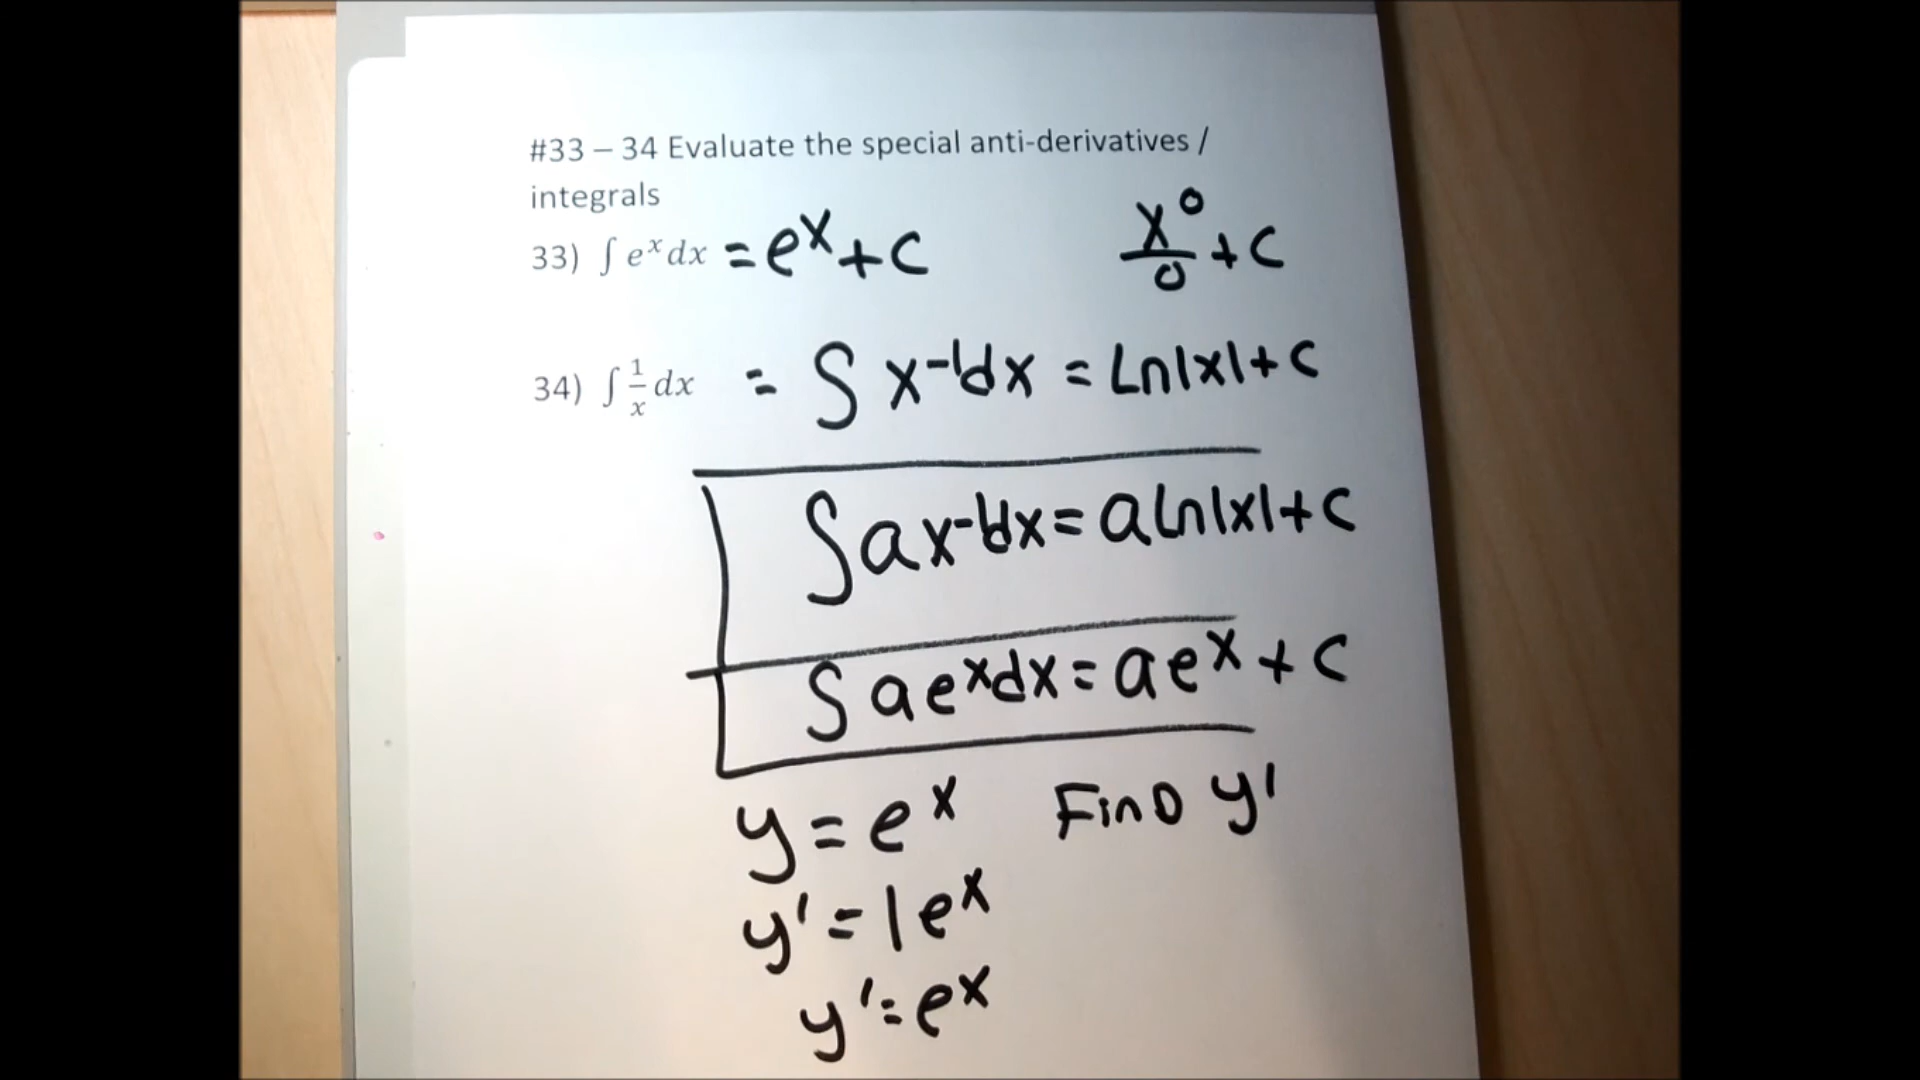 #33 – 34 Evaluate the special anti-derivatives /
integrals
33) ∫ eˣ dx = eˣ + c
x⁰/0 + c
34) ∫ 1/x dx = ∫ x⁻¹dx = Ln|x| + c
∫ ax⁻¹dx = a Ln|x| + c
∫ aeˣdx = aeˣ + c
y = eˣ Find y'
y' = 1eˣ
y' = eˣ